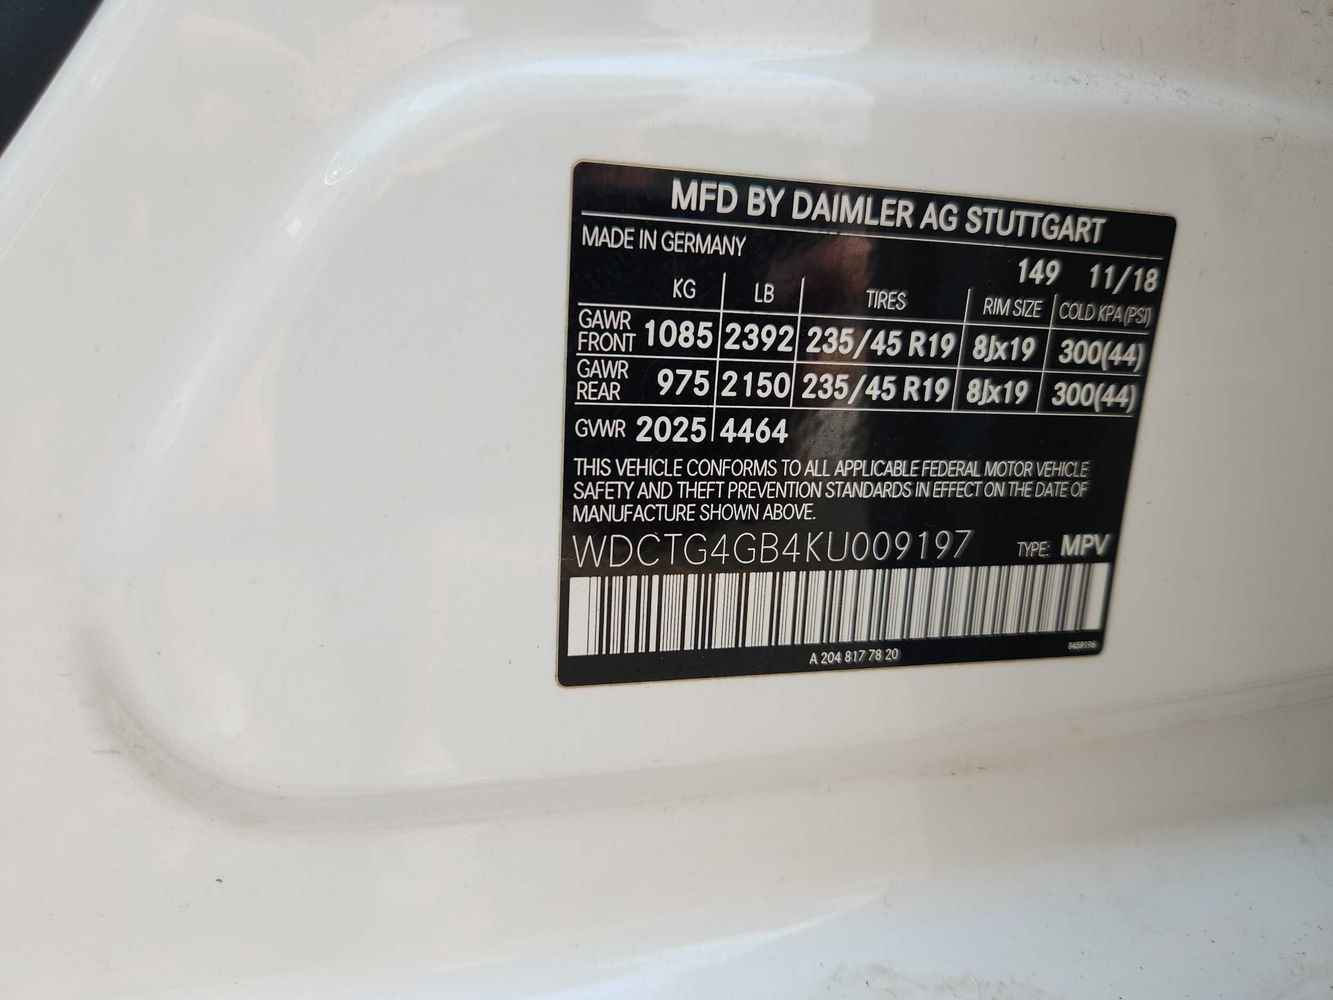 MFD BY DAIMLER AG STUTTGART
MADE IN GERMANY
149 11/18
KG LB TIRES RIM SIZE COLD KPA (PSI)
GAWR FRONT 1085 2392 235/45 R19 8Jx19 300(44)
GAWR REAR 975 2150 235/45 R19 8Jx19 300(44)
GVWR 2025 4464
THIS VEHICLE CONFORMS TO ALL APPLICABLE FEDERAL MOTOR VEHICLE
SAFETY AND THEFT PREVENTION STANDARDS IN EFFECT ON THE DATE OF
MANUFACTURE SHOWN ABOVE.
WDCTG4GB4KU009197 TYPE: MPV
A 204 817 78 20